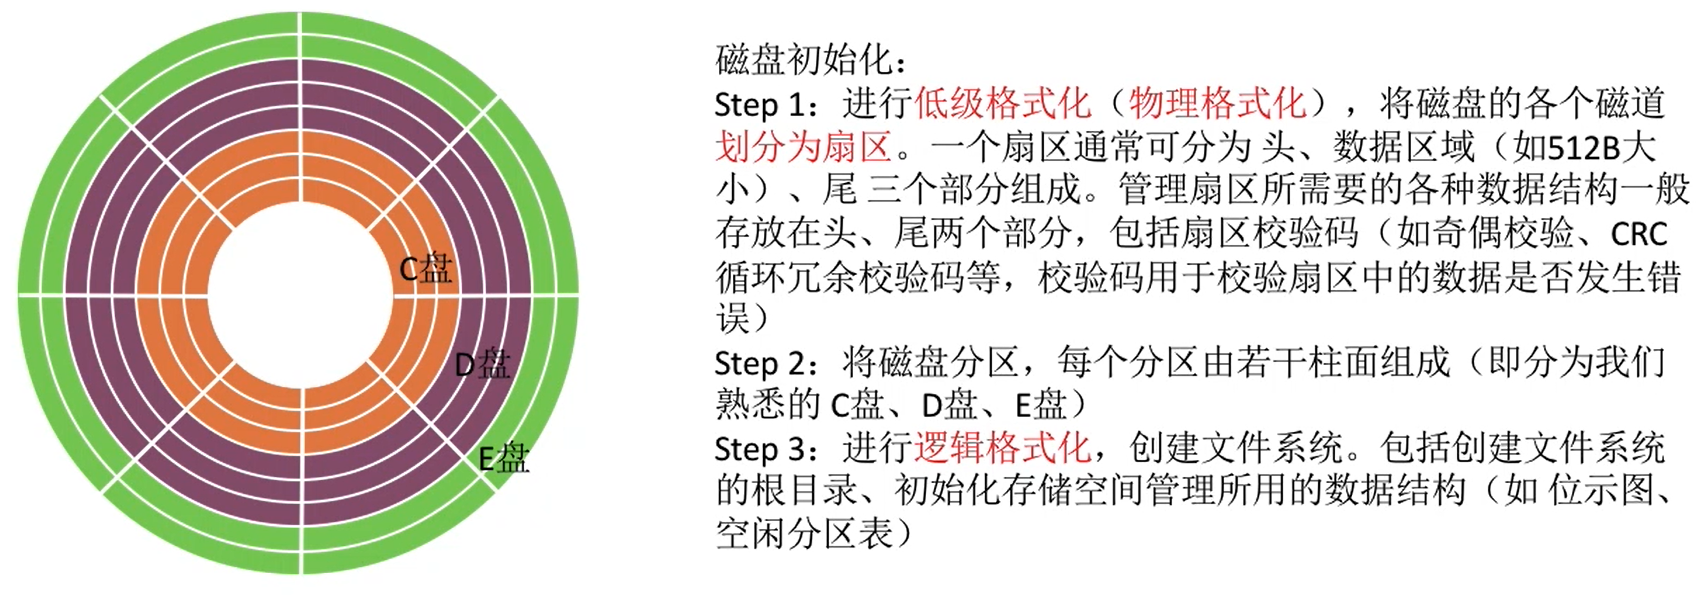 C盘
D盘
E盘
磁盘初始化：
Step 1：进行低级格式化（物理格式化），将磁盘的各个磁道
划分为扇区。一个扇区通常可分为 头、数据区域（如512B大
小）、尾 三个部分组成。管理扇区所需要的各种数据结构一般
存放在头、尾两个部分，包括扇区校验码（如奇偶校验、CRC
循环冗余校验码等，校验码用于校验扇区中的数据是否发生错
误）
Step 2：将磁盘分区，每个分区由若干柱面组成（即分为我们
熟悉的 C盘、D盘、E盘）
Step 3：进行逻辑格式化，创建文件系统。包括创建文件系统
的根目录、初始化存储空间管理所用的数据结构（如 位示图、
空闲分区表）